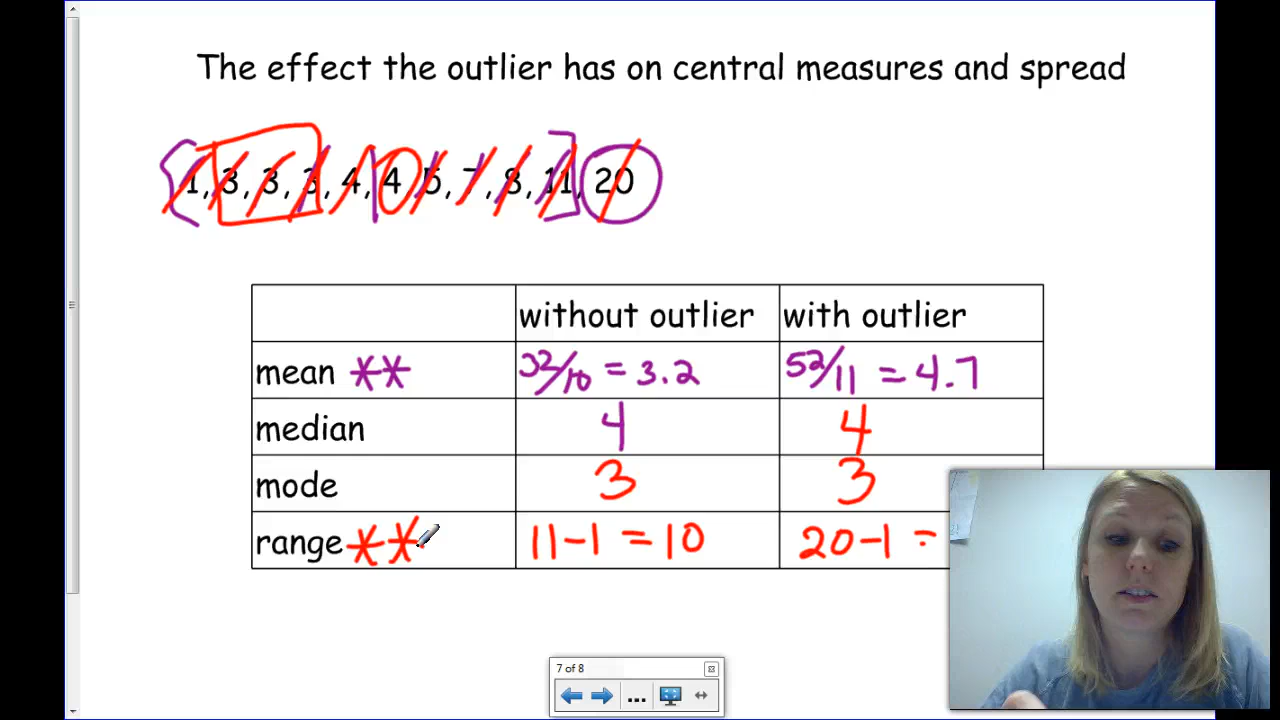 The effect the outlier has on central measures and spread
1, 3, 3, 3, 4, 4, 5, 7, 8, 11, 20
without outlier with outlier
mean ** 32/10 = 3.2 52/11 = 4.7
median 4 4
mode 3 3
range ** 11-1 = 10 20-1 =
7 of 8